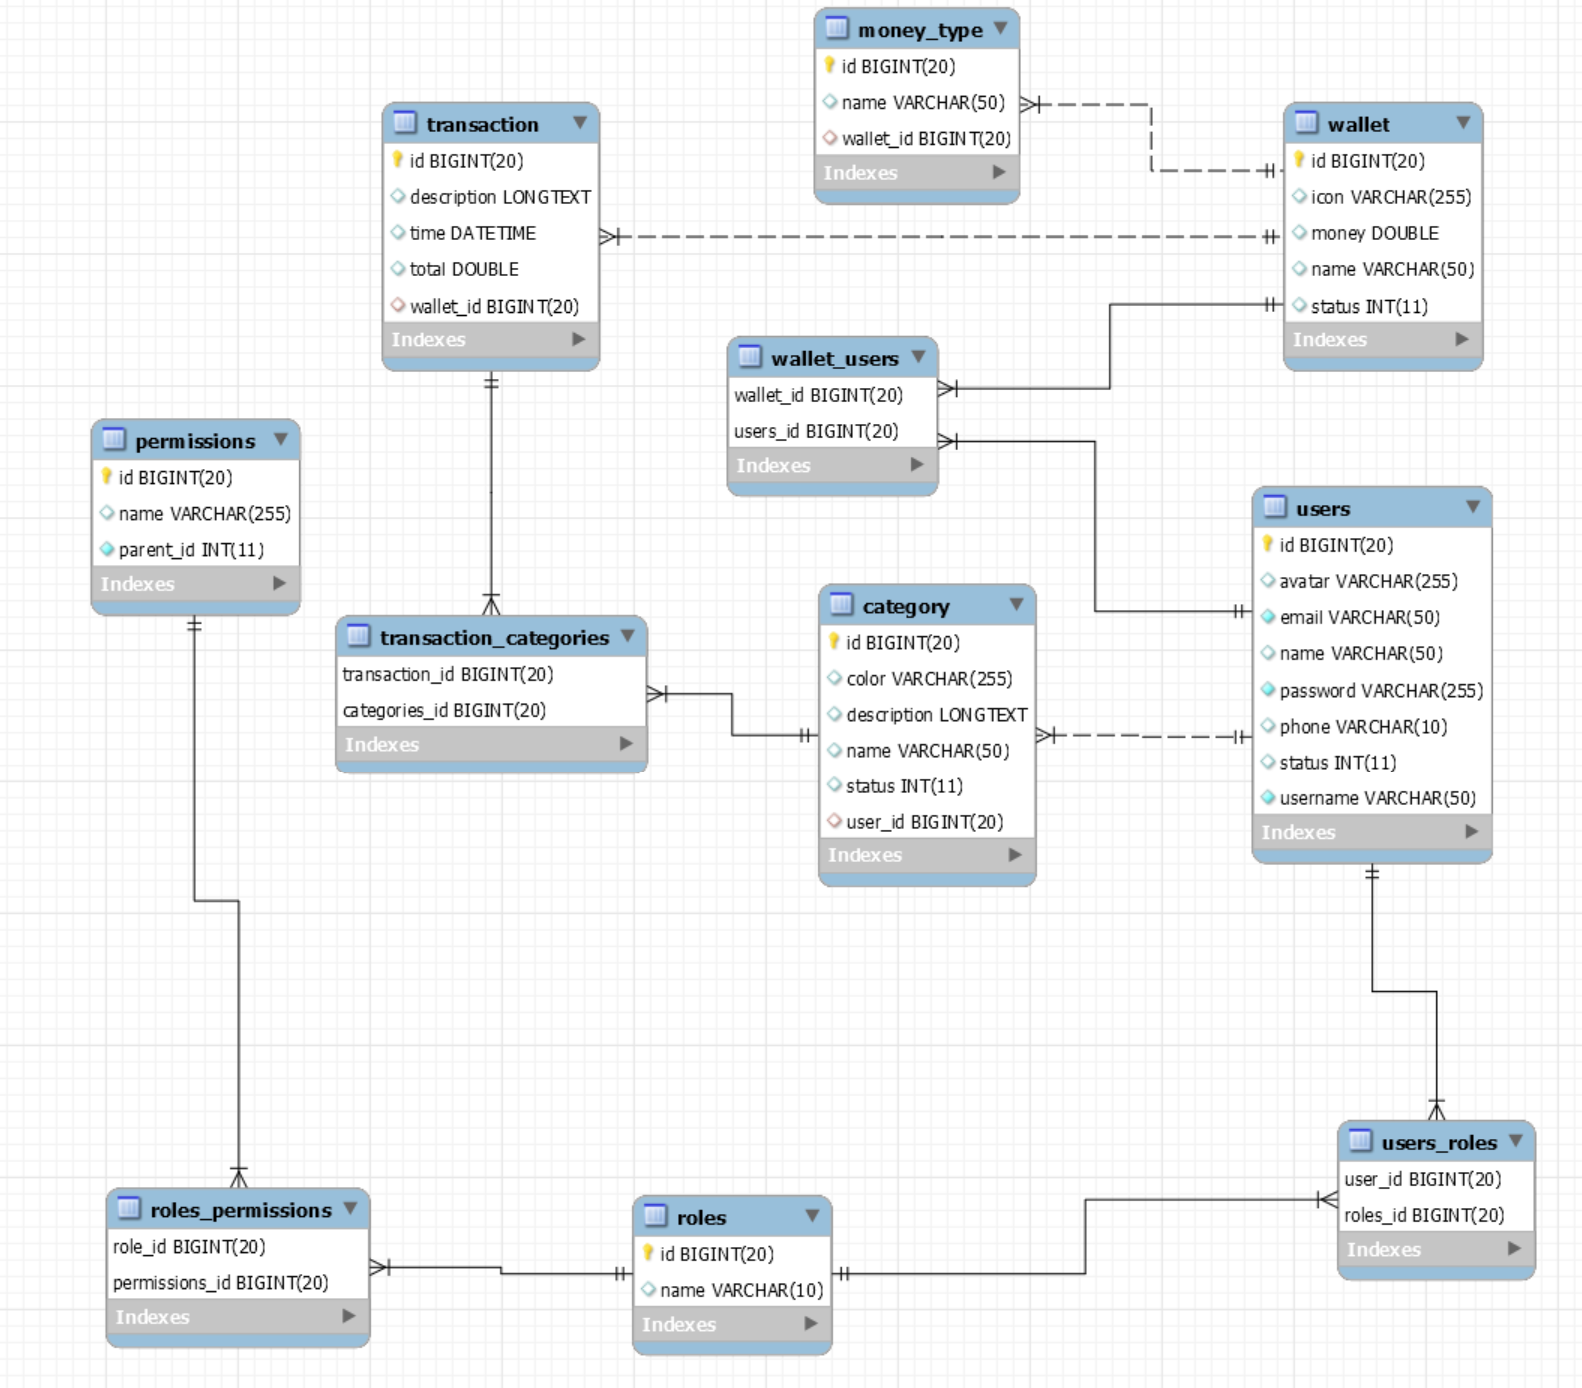 money_type
id BIGINT(20)
name VARCHAR(50)
wallet_id BIGINT(20)
Indexes
transaction
id BIGINT(20)
description LONGTEXT
time DATETIME
total DOUBLE
wallet_id BIGINT(20)
Indexes
wallet
id BIGINT(20)
icon VARCHAR(255)
money DOUBLE
name VARCHAR(50)
status INT(11)
Indexes
wallet_users
wallet_id BIGINT(20)
users_id BIGINT(20)
Indexes
permissions
id BIGINT(20)
name VARCHAR(255)
parent_id INT(11)
Indexes
users
id BIGINT(20)
avatar VARCHAR(255)
email VARCHAR(50)
name VARCHAR(50)
password VARCHAR(255)
phone VARCHAR(10)
status INT(11)
username VARCHAR(50)
Indexes
category
id BIGINT(20)
color VARCHAR(255)
description LONGTEXT
name VARCHAR(50)
status INT(11)
user_id BIGINT(20)
Indexes
transaction_categories
transaction_id BIGINT(20)
categories_id BIGINT(20)
Indexes
users_roles
user_id BIGINT(20)
roles_id BIGINT(20)
Indexes
roles_permissions
role_id BIGINT(20)
permissions_id BIGINT(20)
Indexes
roles
id BIGINT(20)
name VARCHAR(10)
Indexes